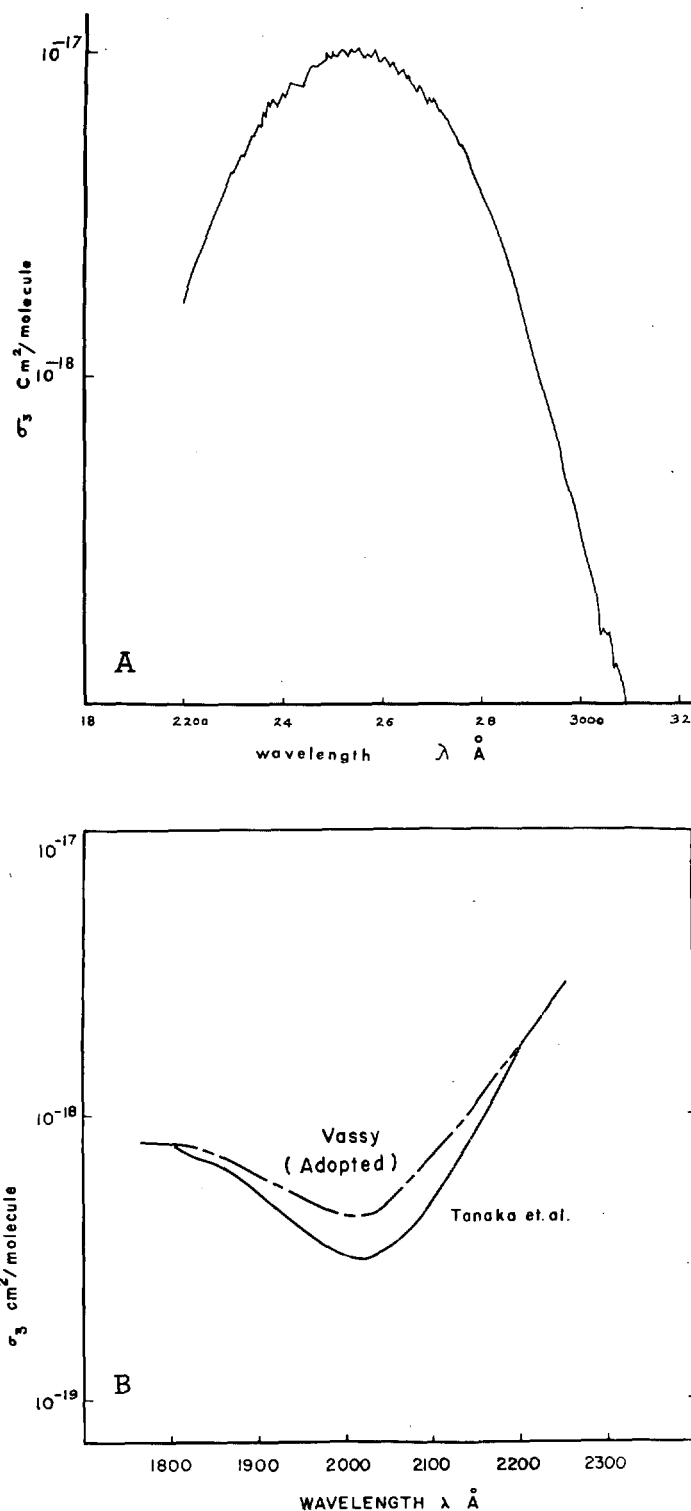 10⁻¹⁷
10⁻¹⁸
σ₃ Cm²/molecule
A
18 2200 24 26 28 3000 32
wavelength λ Å
10⁻¹⁷
10⁻¹⁸
10⁻¹⁹
σ₃ cm²/molecule
Vassy
(Adopted)
Tanaka et.al.
B
1800 1900 2000 2100 2200 2300
WAVELENGTH λ Å